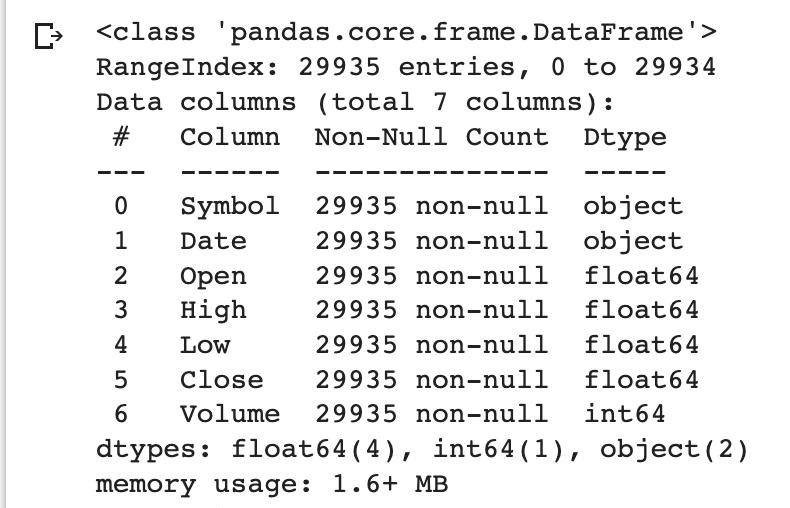 <class 'pandas.core.frame.DataFrame'>
RangeIndex: 29935 entries, 0 to 29934
Data columns (total 7 columns):
 #   Column  Non-Null Count  Dtype
---  ------  --------------  -----
 0   Symbol  29935 non-null  object
 1   Date    29935 non-null  object
 2   Open    29935 non-null  float64
 3   High    29935 non-null  float64
 4   Low     29935 non-null  float64
 5   Close   29935 non-null  float64
 6   Volume  29935 non-null  int64
dtypes: float64(4), int64(1), object(2)
memory usage: 1.6+ MB